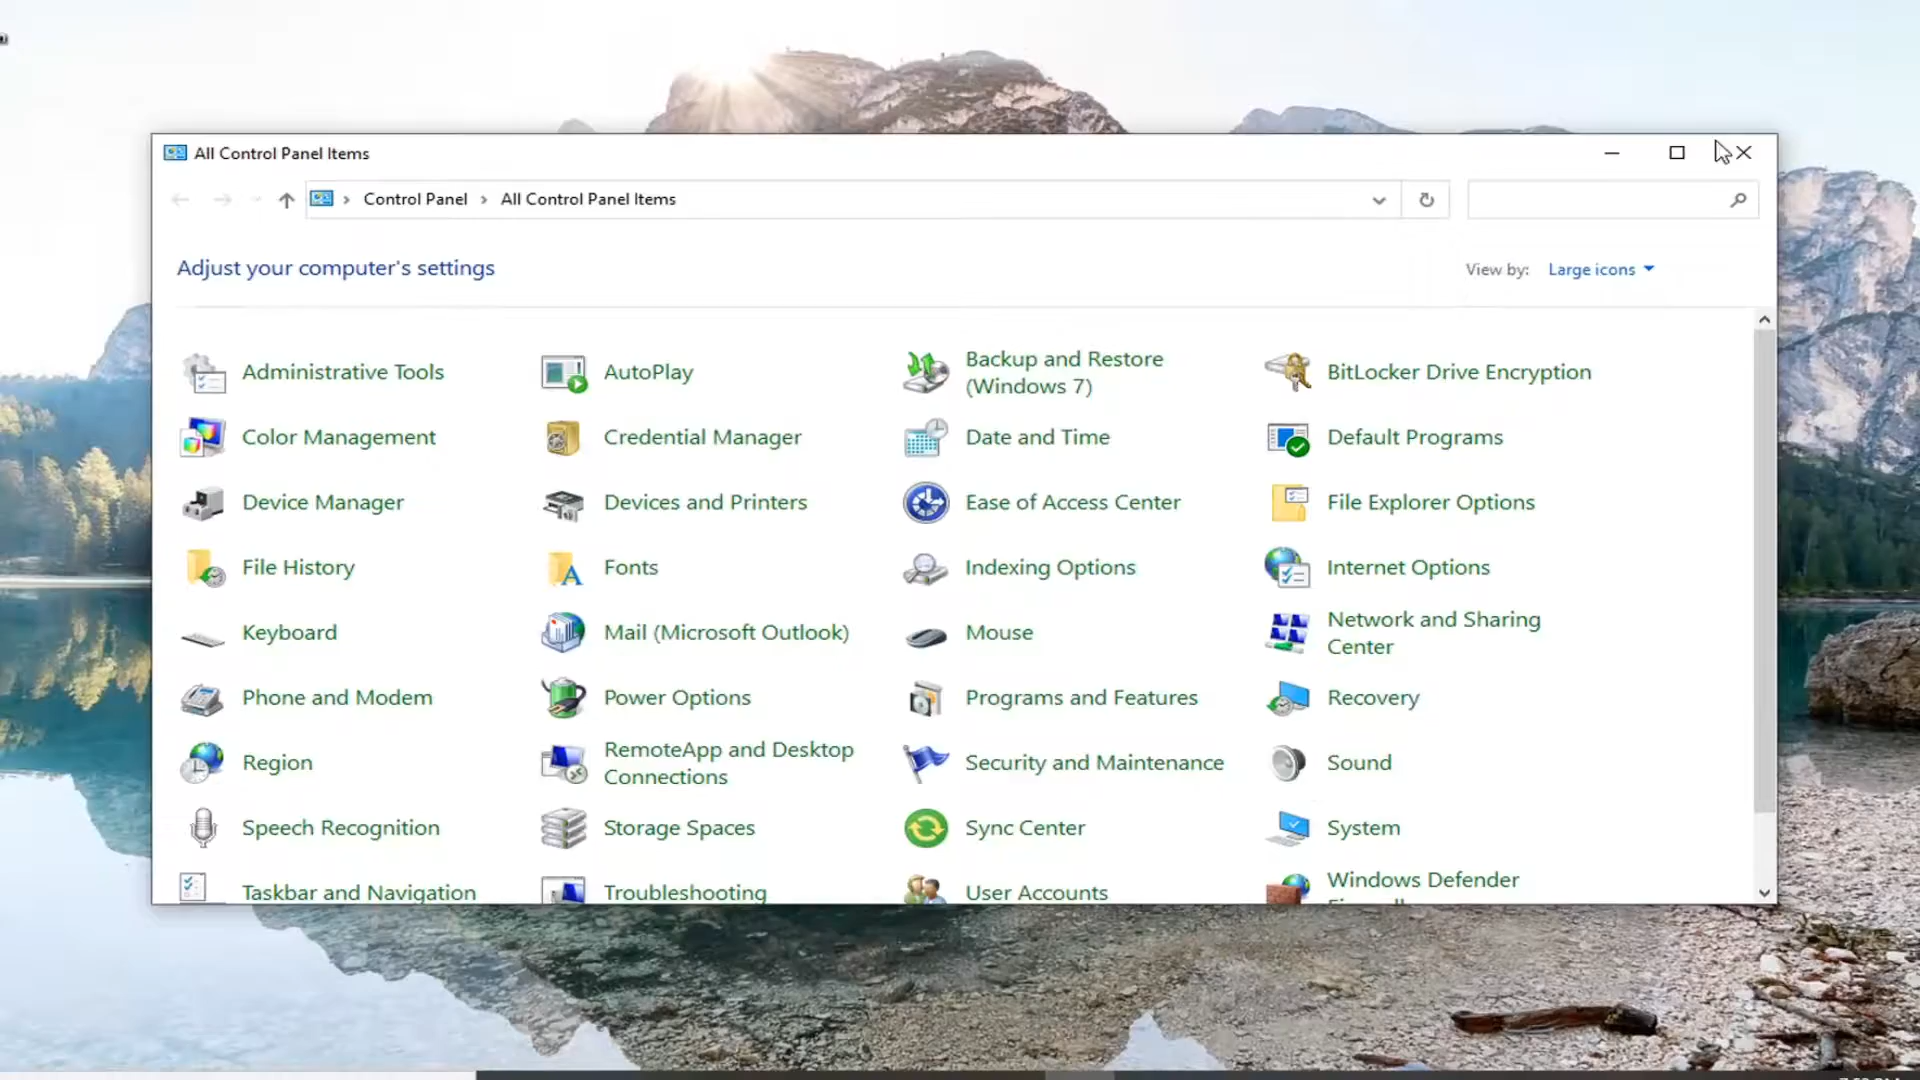 All Control Panel Items
Control Panel All Control Panel Items
Adjust your computer's settings
View by: Large icons
Administrative Tools
AutoPlay
Backup and Restore
(Windows 7)
BitLocker Drive Encryption
Color Management
Credential Manager
Date and Time
Default Programs
Device Manager
Devices and Printers
Ease of Access Center
File Explorer Options
File History
Fonts
Indexing Options
Internet Options
Keyboard
Mail (Microsoft Outlook)
Mouse
Network and Sharing
Center
Phone and Modem
Power Options
Programs and Features
Recovery
Region
RemoteApp and Desktop
Connections
Security and Maintenance
Sound
Speech Recognition
Storage Spaces
Sync Center
System
Taskbar and Navigation
Troubleshooting
User Accounts
Windows Defender